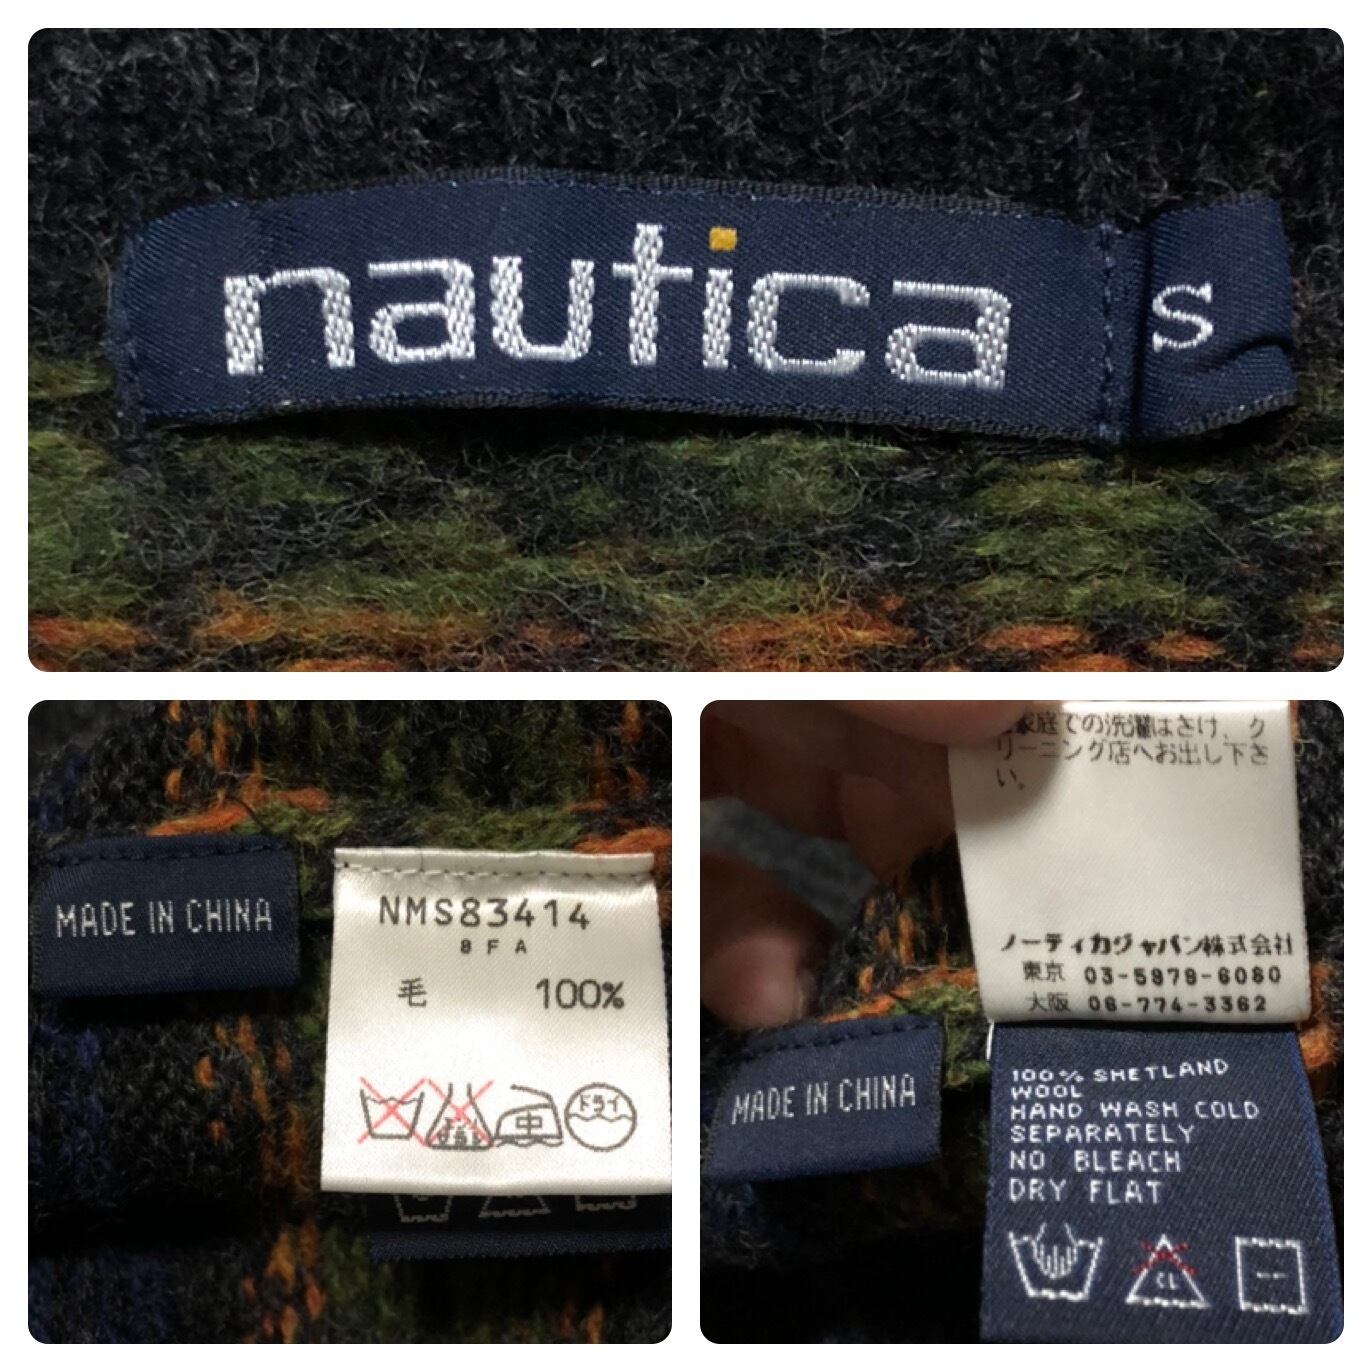 nautica
S
MADE IN CHINA
NMS83414
8FA
毛 100%
中
ドライ
家庭での洗濯はさけ、ク
リーニング店へお出し下さ
い。
ノーティカジャパン株式会社
東京 03-5979-6080
大阪 06-774-3362
MADE IN CHINA
100% SHETLAND
WOOL
HAND WASH COLD
SEPARATELY
NO BLEACH
DRY FLAT
CL